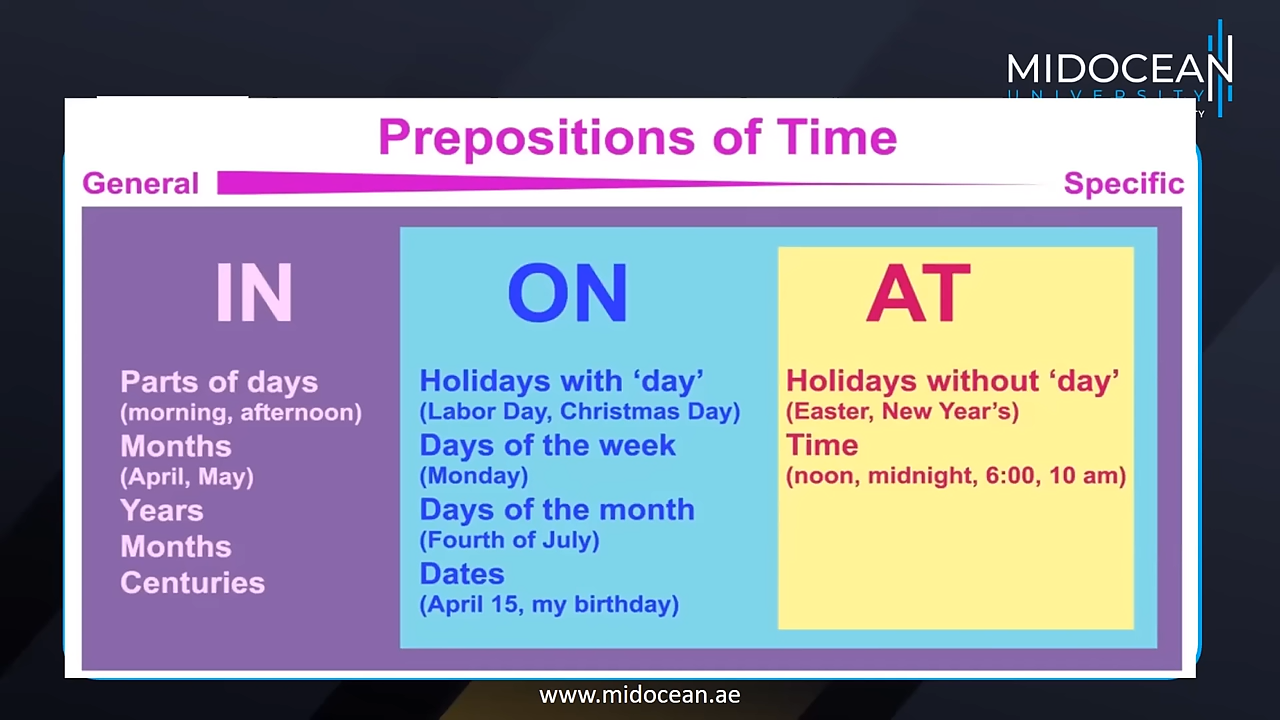 MIDOCEAN
UNIVERSITY
TY
Prepositions of Time
General
Specific
IN
Parts of days
(morning, afternoon)
Months
(April, May)
Years
Months
Centuries
ON
Holidays with ‘day’
(Labor Day, Christmas Day)
Days of the week
(Monday)
Days of the month
(Fourth of July)
Dates
(April 15, my birthday)
AT
Holidays without ‘day’
(Easter, New Year’s)
Time
(noon, midnight, 6:00, 10 am)
www.midocean.ae